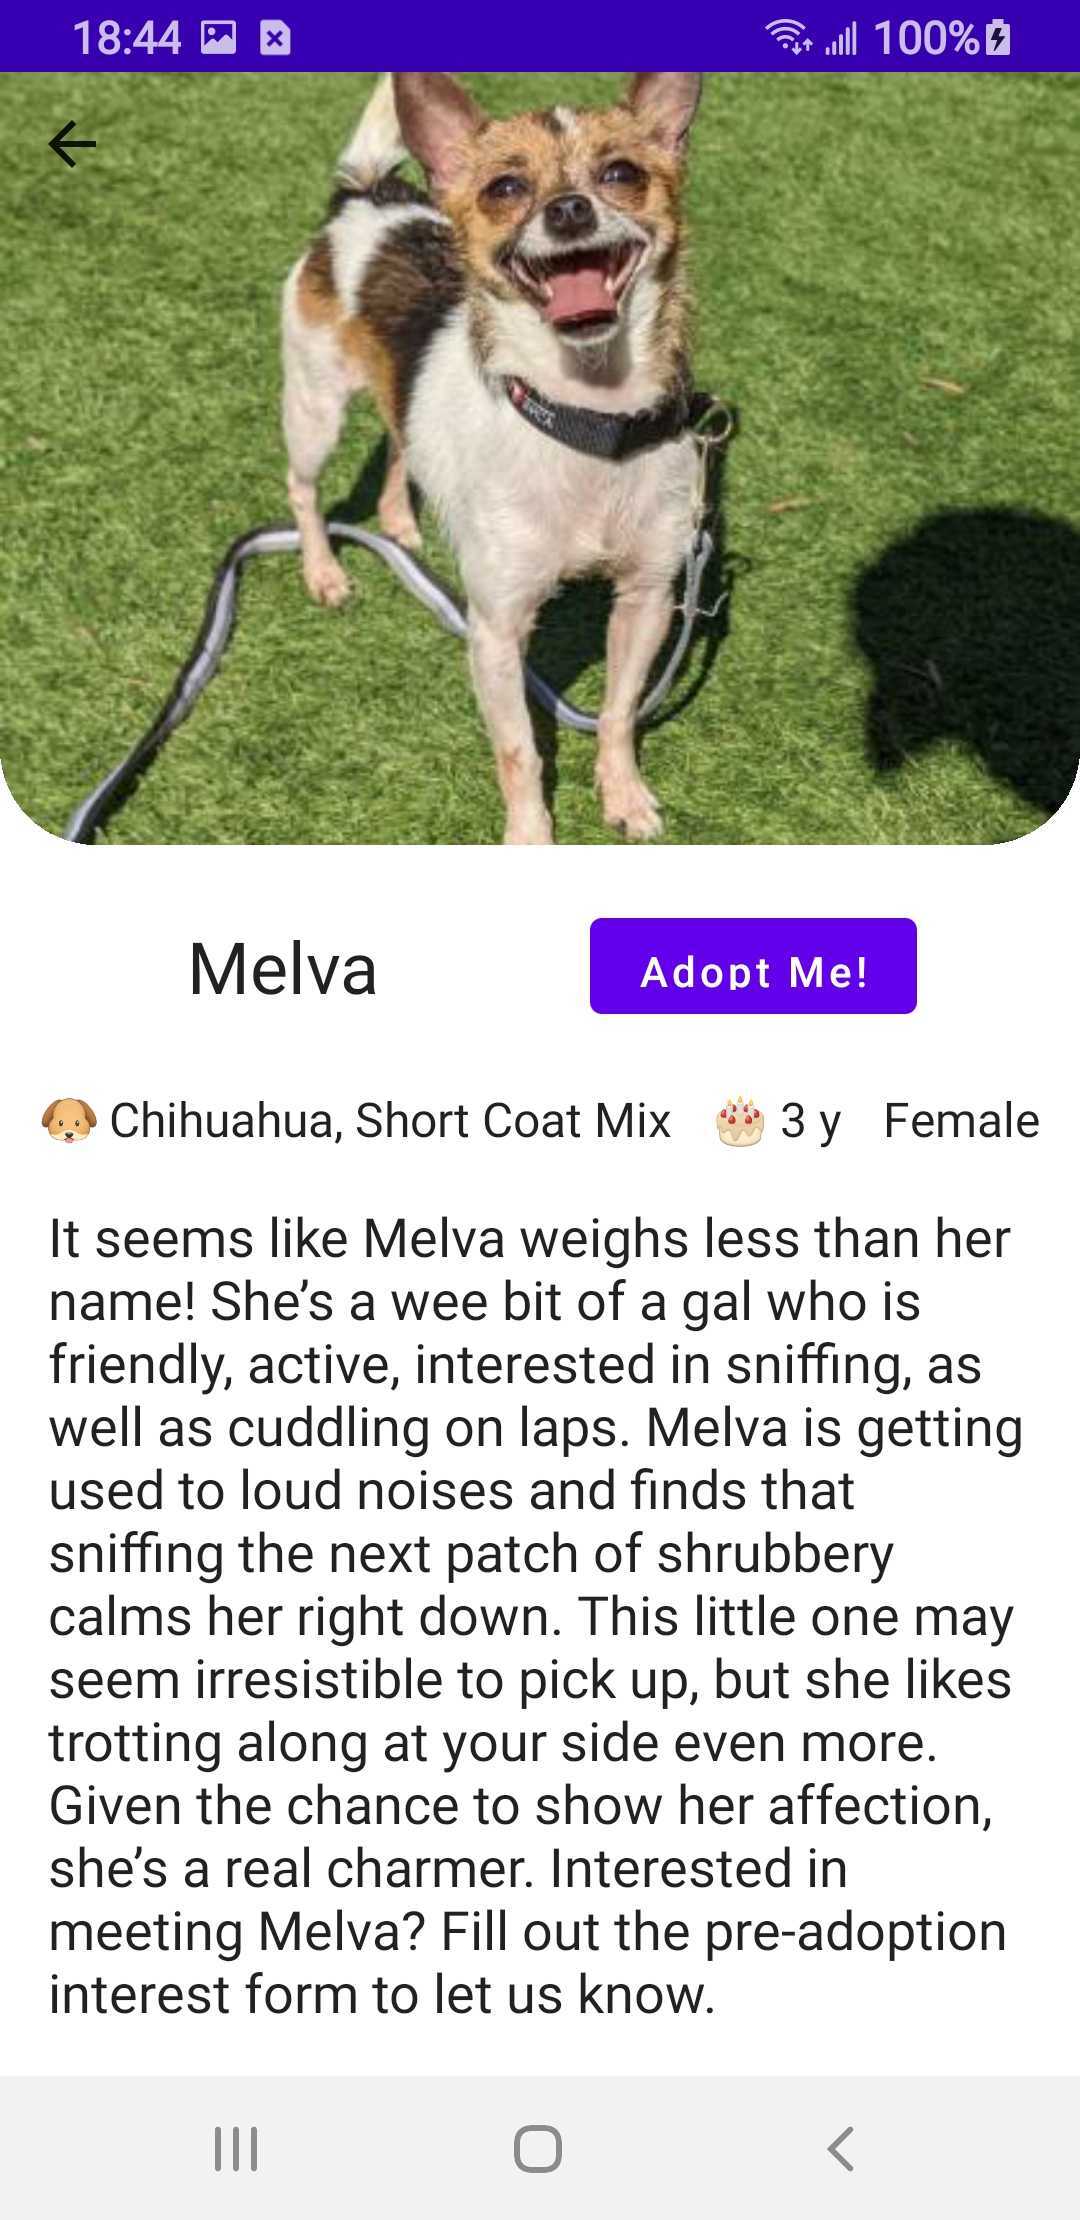 18:44 100%
Melva
Adopt Me!
Chihuahua, Short Coat Mix 3 y Female
It seems like Melva weighs less than her
name! She’s a wee bit of a gal who is
friendly, active, interested in sniffing, as
well as cuddling on laps. Melva is getting
used to loud noises and finds that
sniffing the next patch of shrubbery
calms her right down. This little one may
seem irresistible to pick up, but she likes
trotting along at your side even more.
Given the chance to show her affection,
she’s a real charmer. Interested in
meeting Melva? Fill out the pre-adoption
interest form to let us know.